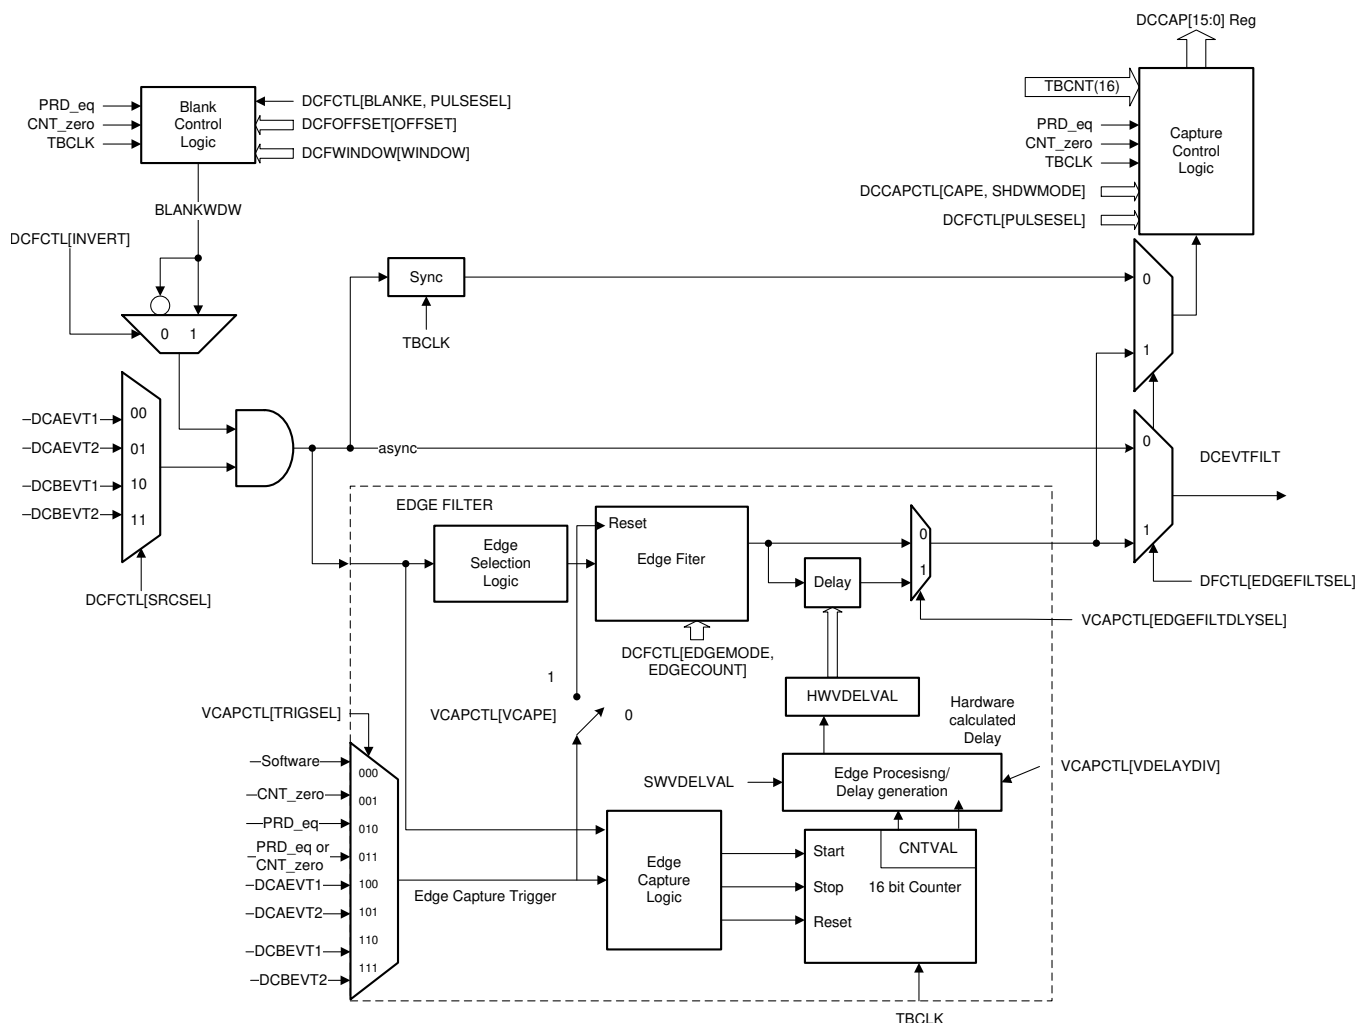 DCCAP[15:0] Reg
PRD_eq
CNT_zero
TBCLK
Blank
Control
Logic
DCFCTL[BLANKE, PULSESEL]
DCFOFFSET[OFFSET]
DCFWINDOW[WINDOW]
TBCNT(16)
PRD_eq
CNT_zero
TBCLK
DCCAPCTL[CAPE, SHDWMODE]
DCFCTL[PULSESEL]
Capture
Control
Logic
BLANKWDW
DCFCTL[INVERT]
0 1
Sync
TBCLK
0
1
DCAEVT1
DCAEVT2
DCBEVT1
DCBEVT2
00
01
10
11
DCFCTL[SRCSEL]
async
0
1
DCEVTFILT
DFCTL[EDGEFILTSEL]
EDGE FILTER
Edge
Selection
Logic
Reset
Edge Fiter
DCFCTL[EDGEMODE,
EDGECOUNT]
Delay
0
1
VCAPCTL[EDGEFILTDLYSEL]
HWVDELVAL
Hardware
calculated
Delay
1
VCAPCTL[VCAPE]
0
VCAPCTL[TRIGSEL]
Software
CNT_zero
PRD_eq
PRD_eq or
CNT_zero
DCAEVT1
DCAEVT2
DCBEVT1
DCBEVT2
000
001
010
011
100
101
110
111
Edge Capture Trigger
SWVDELVAL
Edge Procesisng/
Delay generation
VCAPCTL[VDELAYDIV]
Edge
Capture
Logic
Start
Stop
Reset
CNTVAL
16 bit Counter
TBCLK